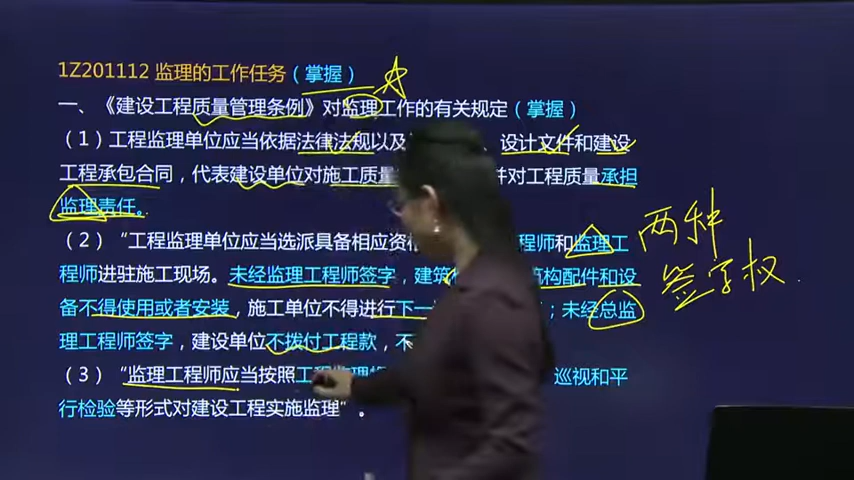 1Z201112 监理的工作任务（掌握）
一、《建设工程质量管理条例》对监理工作的有关规定（掌握）
（1）工程监理单位应当依据法律法规以及 、设计文件和建设
工程承包合同，代表建设单位对施工质量 并对工程质量承担
监理责任。
（2）“工程监理单位应当选派具备相应资 程师和监理工
程师进驻施工现场。未经监理工程师签字，建筑 筑构配件和设
备不得使用或者安装，施工单位不得进行下一 ；未经总监
理工程师签字，建设单位不拨付工程款，不
（3）“监理工程师应当按照工程监理 巡视和平
行检验等形式对建设工程实施监理”。
两种
签字权